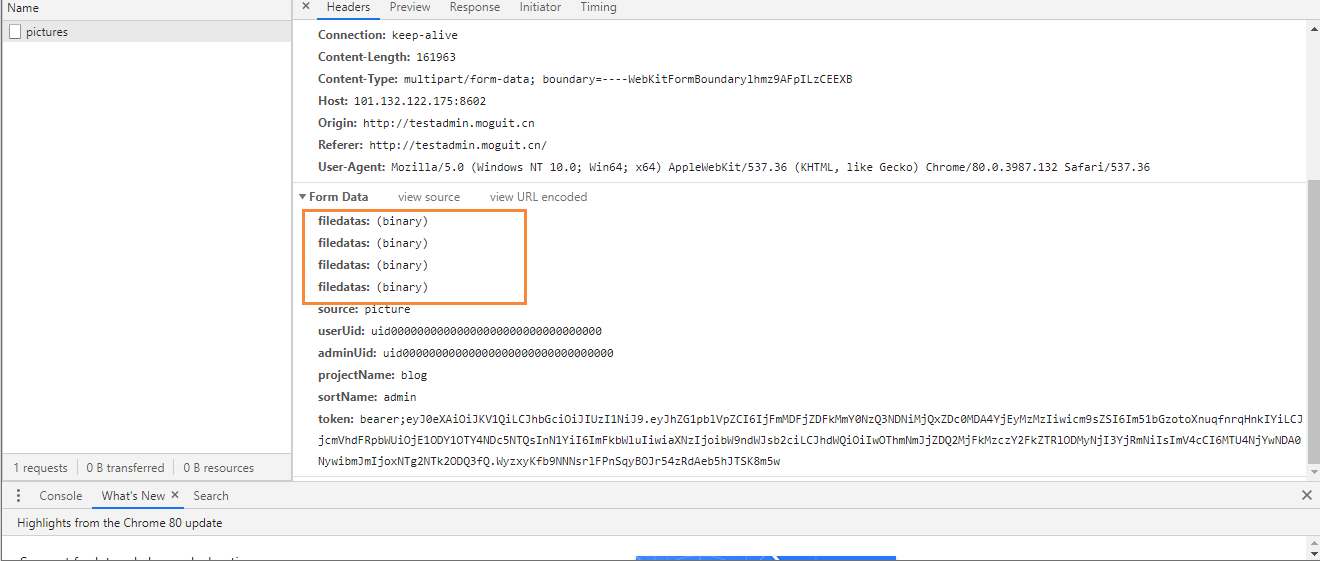 Name
pictures
1 requests
0 B transferred
0 B resources
Headers
Preview
Response
Initiator
Timing
Connection: keep-alive
Content-Length: 161963
Content-Type: multipart/form-data; boundary=----WebKitFormBoundarylhmz9AFpILzCEEXB
Host: 101.132.122.175:8602
Origin: http://testadmin.moguit.cn
Referer: http://testadmin.moguit.cn/
User-Agent: Mozilla/5.0 (Windows NT 10.0; Win64; x64) AppleWebKit/537.36 (KHTML, like Gecko) Chrome/80.0.3987.132 Safari/537.36
Form Data view source view URL encoded
filedatas: (binary)
filedatas: (binary)
filedatas: (binary)
filedatas: (binary)
source: picture
userUid: uid00000000000000000000000000000000
adminUid: uid00000000000000000000000000000000
projectName: blog
sortName: admin
token:
Console
What's New
Search
Highlights from the Chrome 80 update